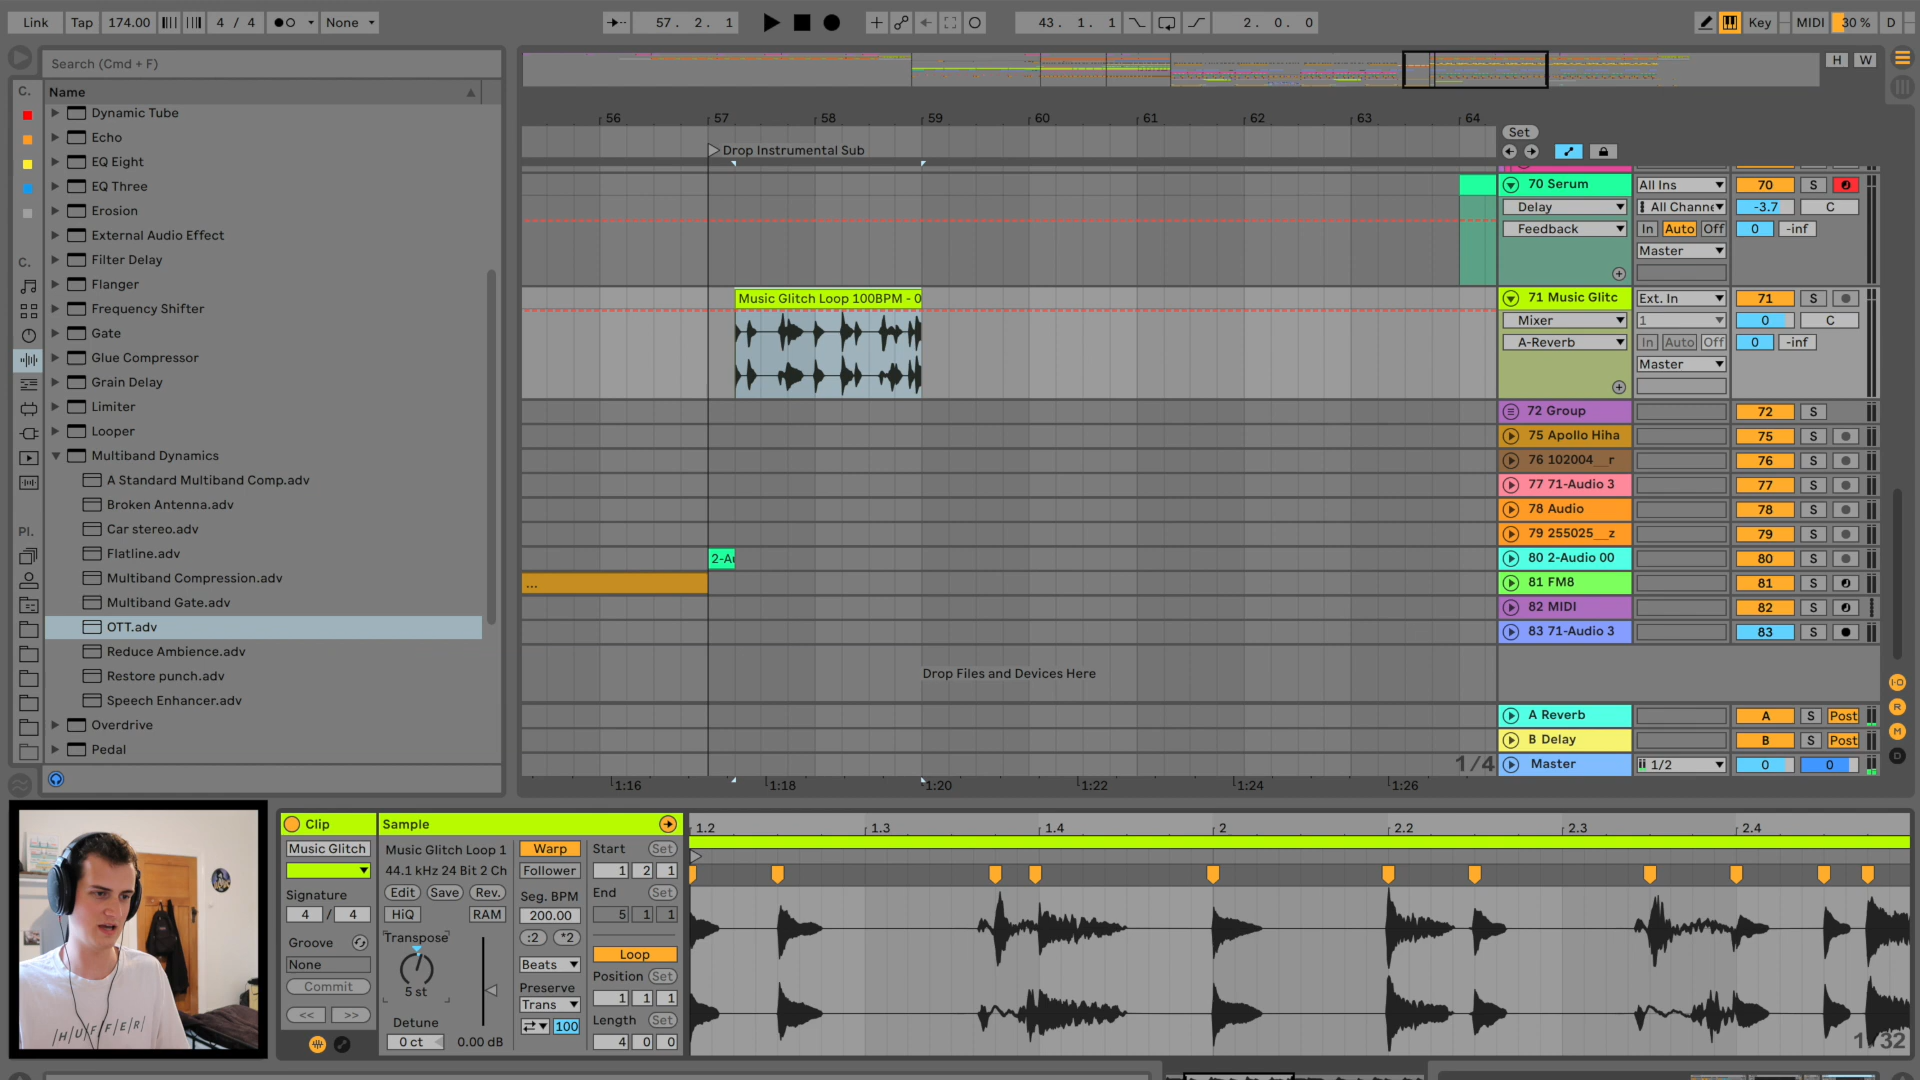 Link Tap 174.00 4 / 4 None 57. 2. 1 43. 1. 1 2. 0. 0 Key MIDI 30 % D
Search (Cmd + F)
H W
C. Name
Dynamic Tube
Echo
EQ Eight
EQ Three
Erosion
External Audio Effect
C. Filter Delay
Flanger
Frequency Shifter
Gate
Glue Compressor
Grain Delay
Limiter
Looper
Multiband Dynamics
A Standard Multiband Comp.adv
Broken Antenna.adv
Pl. Car stereo.adv
Flatline.adv
Multiband Compression.adv
Multiband Gate.adv
OTT.adv
Reduce Ambience.adv
Restore punch.adv
Speech Enhancer.adv
Overdrive
Pedal
56 57 58 59 60 61 62 63 64
Set
Drop Instrumental Sub
70 Serum All Ins 70 S
Delay All Channe -3.7 C
Feedback In Auto Off 0 -inf
Master
Music Glitch Loop 100BPM - 0
71 Music Glitc Ext. In 71 S
Mixer 1 0 C
A-Reverb In Auto Off 0 -inf
Master
72 Group 72 S
75 Apollo Hiha 75 S
76 102004__r 76 S
77 71-Audio 3 77 S
78 Audio 78 S
79 255025__z 79 S
2-Au 80 2-Audio 00 80 S
... 81 FM8 81 S
82 MIDI 82 S
83 71-Audio 3 83 S
Drop Files and Devices Here
I-O
R
M
D
A Reverb A S Post
B Delay B S Post
1/4 Master 1/2 0 0
1:16 1:18 1:20 1:22 1:24 1:26
Clip Sample
Music Glitch Music Glitch Loop 1 Warp Start Set
44.1 kHz 24 Bit 2 Ch Follower 1 2 1
Signature Edit Save Rev. Seg. BPM End Set
4 / 4 HiQ RAM 200.00 5 1 1
Groove Transpose :2 *2 Loop
None Beats Position Set
Commit 5 st Preserve 1 1 1
<< >> Trans Length Set
Detune 100 4 0 0
0 ct 0.00 dB
1.2 1.3 1.4 2 2.2 2.3 2.4
1/32
/H/U/F/F/E/R/